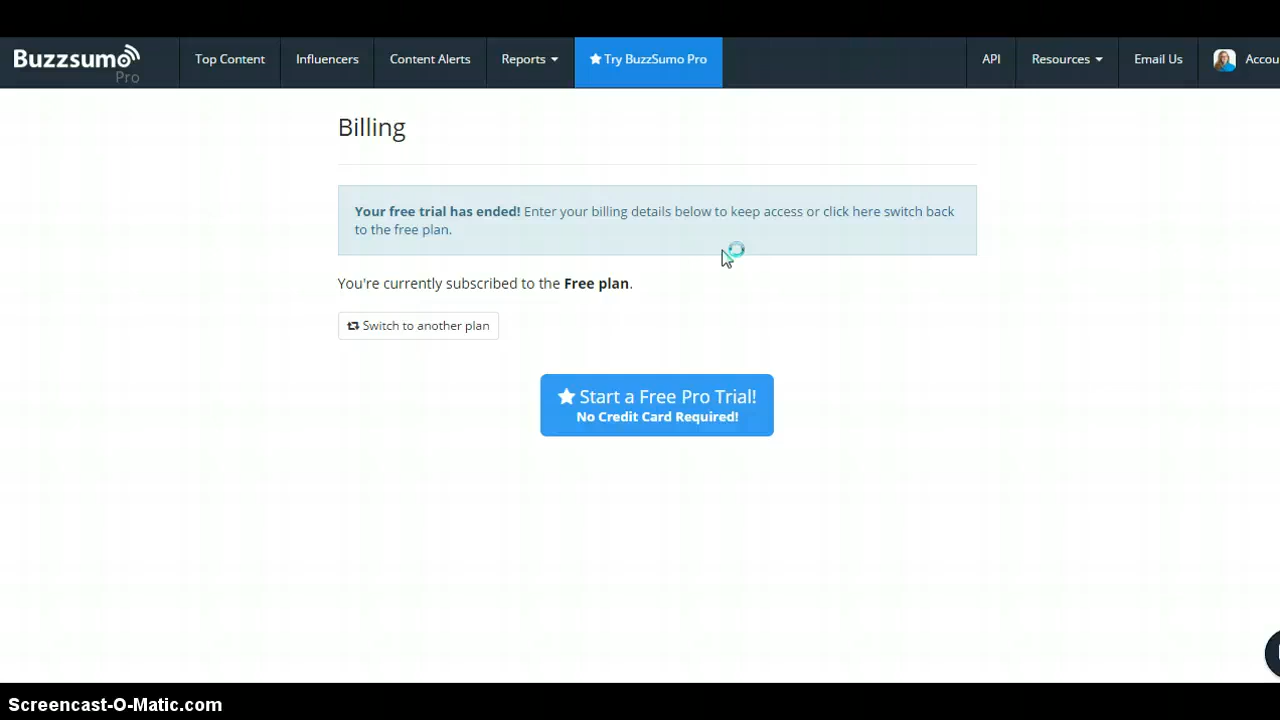 Buzzsumo
Pro
Top Content
Influencers
Content Alerts
Reports
Try BuzzSumo Pro
API
Resources
Email Us
Accou
Billing
Your free trial has ended! Enter your billing details below to keep access or click here switch back
to the free plan.
You're currently subscribed to the Free plan.
Switch to another plan
Start a Free Pro Trial!
No Credit Card Required!
Screencast-O-Matic.com